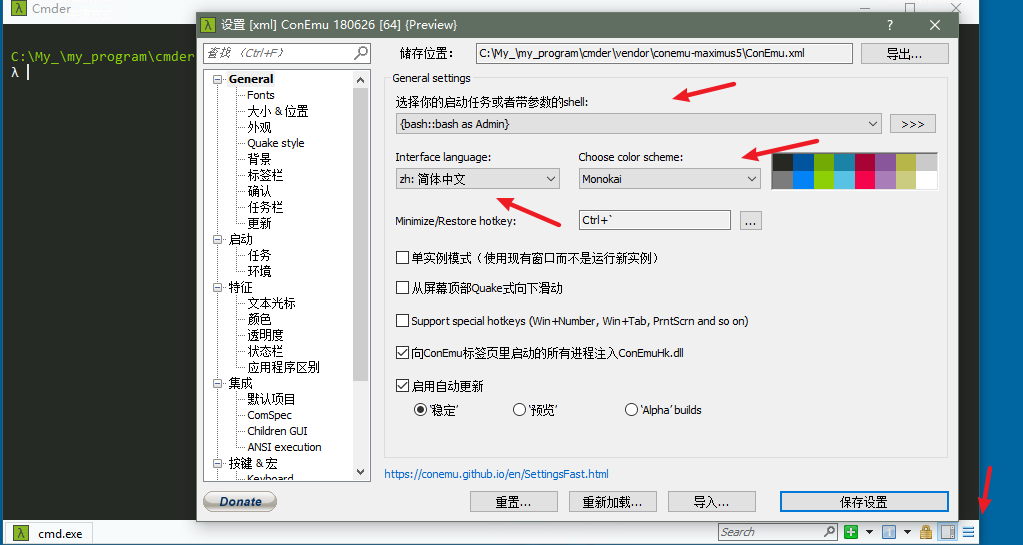 Cmder
C:\My_\my_program\cmder
λ
设置 [xml] ConEmu 180626 [64] {Preview}
查找 (Ctrl+F)
储存位置:
C:\My_\my_program\cmder\vendor\conemu-maximus5\ConEmu.xml
导出...
General
Fonts
大小 & 位置
外观
Quake style
背景
标签栏
确认
任务栏
更新
启动
任务
环境
特征
文本光标
颜色
透明度
状态栏
应用程序区别
集成
默认项目
ComSpec
Children GUI
ANSI execution
按键 & 宏
Keyboard
General settings
选择你的启动任务或者带参数的shell:
{bash::bash as Admin}
>>>
Interface language:
Choose color scheme:
zh: 简体中文
Monokai
Minimize/Restore hotkey:
Ctrl+`
...
单实例模式（使用现有窗口而不是运行新实例）
从屏幕顶部Quake式向下滑动
Support special hotkeys (Win+Number, Win+Tab, PrntScrn and so on)
向ConEmu标签页里启动的所有进程注入ConEmuHk.dll
启用自动更新
'稳定'
'预览'
'Alpha' builds
https://conemu.github.io/en/SettingsFast.html
Donate
重置...
重新加载...
导入...
保存设置
cmd.exe
Search